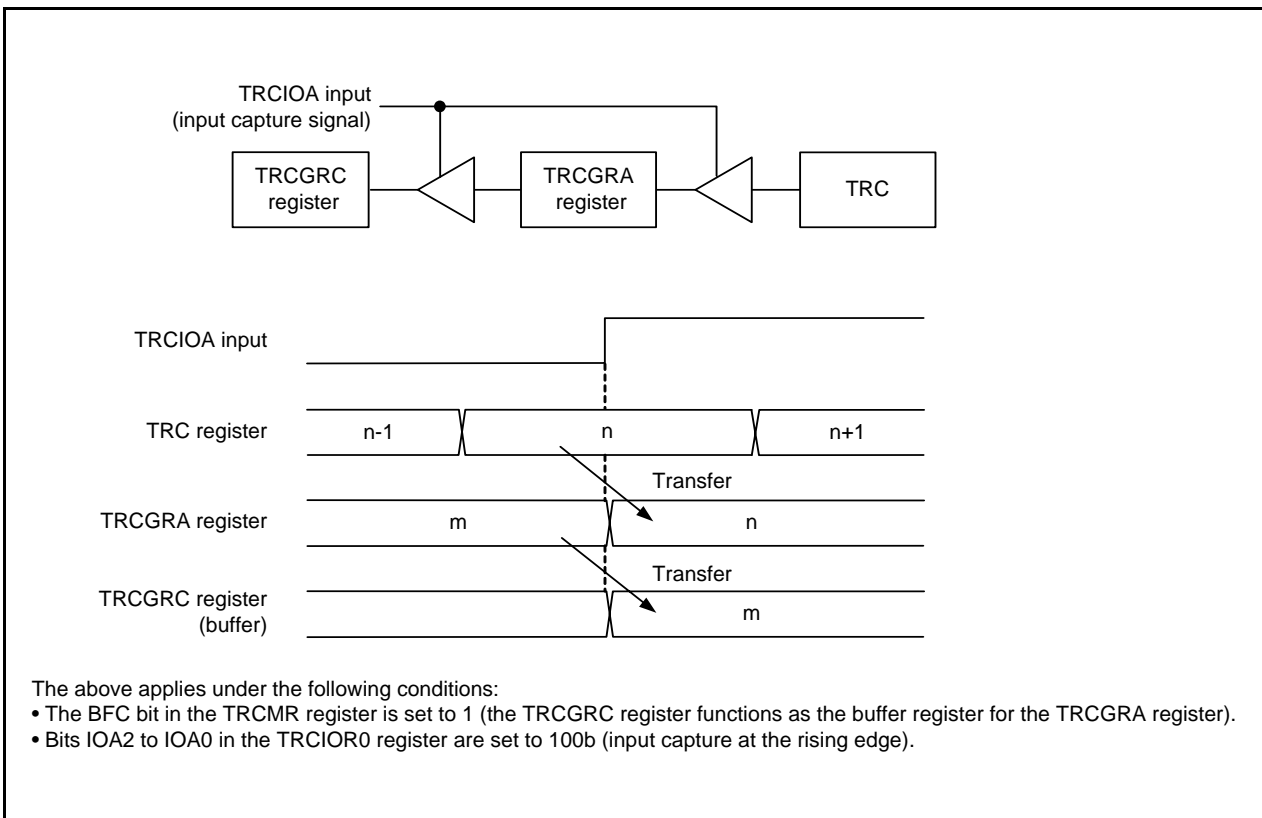 TRCIOA input
(input capture signal)
TRCGRC
register
TRCGRA
register
TRC
TRCIOA input
TRC register
n-1
n
n+1
Transfer
TRCGRA register
m
n
Transfer
TRCGRC register
(buffer)
m
The above applies under the following conditions:
• The BFC bit in the TRCMR register is set to 1 (the TRCGRC register functions as the buffer register for the TRCGRA register).
• Bits IOA2 to IOA0 in the TRCIOR0 register are set to 100b (input capture at the rising edge).